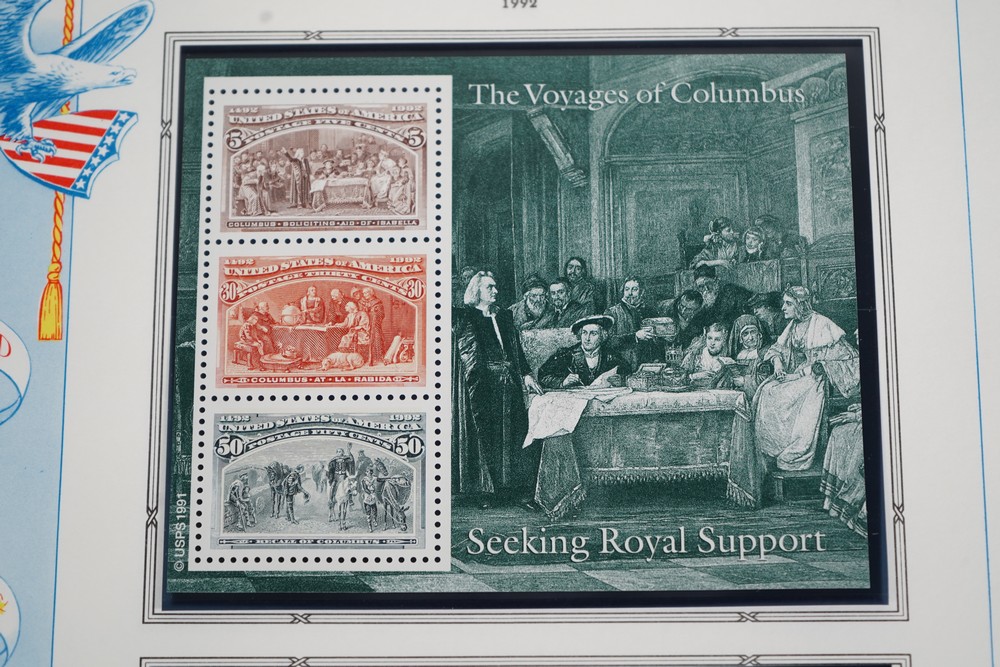 1992
The Voyages of Columbus
1492 1992
UNITED STATES OF AMERICA
POSTAGE FIVE CENTS
5 5
COLUMBUS SOLICITING AID OF ISABELLA
1492 1992
UNITED STATES OF AMERICA
POSTAGE THIRTY CENTS
30 30
COLUMBUS AT LA RABIDA
1492 1992
UNITED STATES OF AMERICA
POSTAGE FIFTY CENTS
50 50
RECALL OF COLUMBUS
© USPS 1991
Seeking Royal Support
D